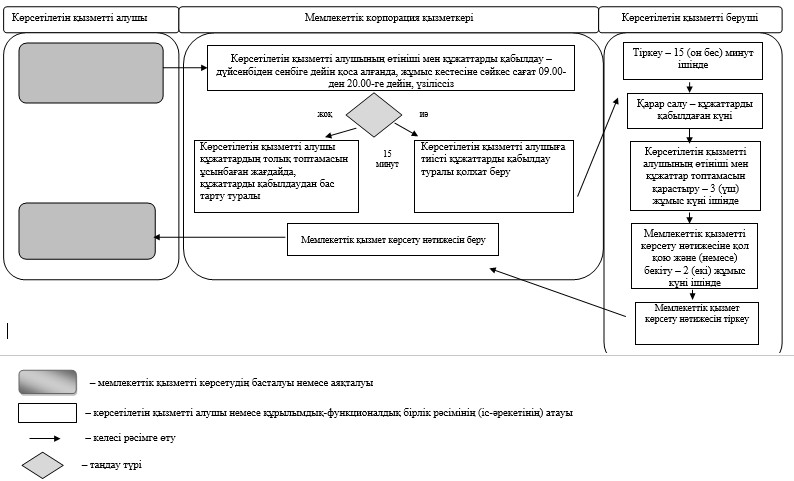 Көрсетілетін қызметті алушы
Мемлекеттік корпорация қызметкері
Көрсетілетін қызметті беруші
Көрсетілетін қызметті алушының өтініші мен құжаттарды қабылдау –
дүйсенбіден сенбіге дейін қоса алғанда, жұмыс кестесіне сәйкес сағат 09.00-
ден 20.00-ге дейін, үзіліссіз
жоқ
иә
Көрсетілетін қызметті алушы
құжаттардың толық топтамасын
ұсынбаған жағдайда,
құжаттарды қабылдаудан бас
тарту туралы
15
минут
Көрсетілетін қызметті алушыға
тиісті құжаттарды қабылдау
туралы қолхат беру
Мемлекеттік қызмет көрсету нәтижесін беру
Тіркеу – 15 (он бес) минут
ішінде
Қарар салу – құжаттарды
қабылдаған күні
Көрсетілетін қызметті
алушының өтініші мен
құжаттар топтамасын
қарастыру – 3 (үш)
жұмыс күні ішінде
Мемлекеттік қызметті
көрсету нәтижесіне қол
қою және (немесе)
бекіту – 2 (екі) жұмыс
күні ішінде
Мемлекеттік қызмет
көрсету нәтижесін тіркеу
– мемлекеттік қызметті көрсетудің басталуы немесе аяқталуы
– көрсетілетін қызметті алушы немесе құрылымдық-функционалдық бірлік рәсімінің (іс-әрекетінің) атауы
– келесі рәсімге өту
– таңдау түрі